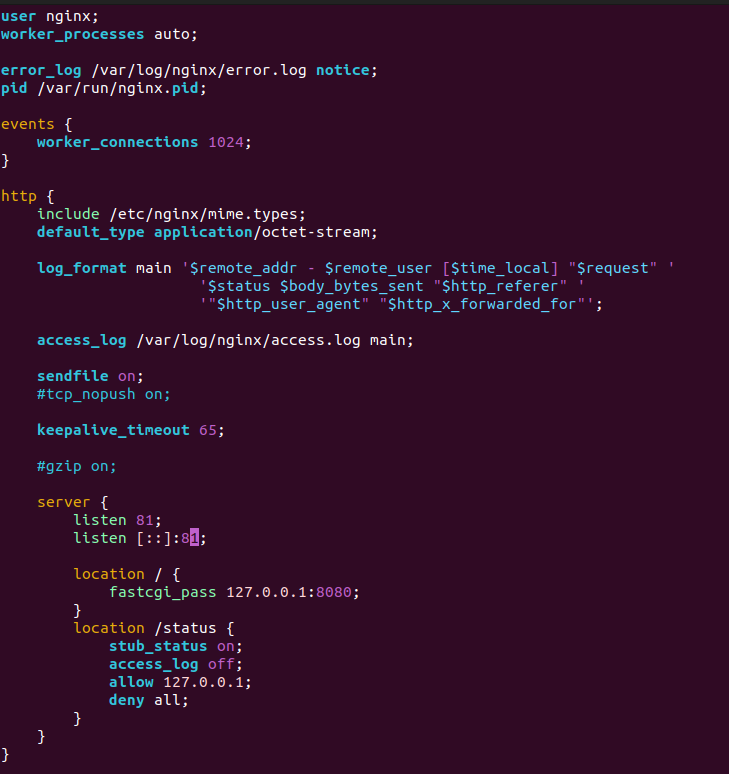 user nginx;
worker_processes auto;
error_log /var/log/nginx/error.log notice;
pid /var/run/nginx.pid;
events {
    worker_connections 1024;
}
http {
    include /etc/nginx/mime.types;
    default_type application/octet-stream;
    log_format main '$remote_addr - $remote_user [$time_local] "$request" '
                      '$status $body_bytes_sent "$http_referer" '
                      '"$http_user_agent" "$http_x_forwarded_for"';
    access_log /var/log/nginx/access.log main;
    sendfile on;
    #tcp_nopush on;
    keepalive_timeout 65;
    #gzip on;
    server {
        listen 81;
        listen [::]:81;
        location / {
            fastcgi_pass 127.0.0.1:8080;
        }
        location /status {
            stub_status on;
            access_log off;
            allow 127.0.0.1;
            deny all;
        }
    }
}